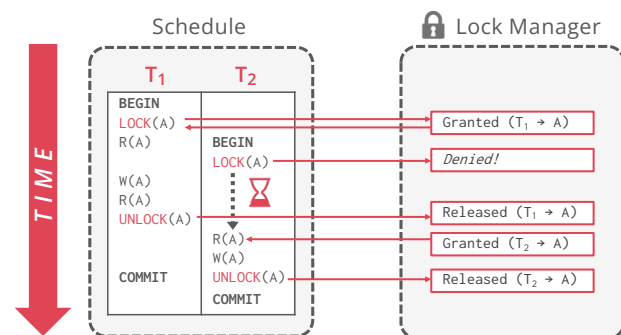 Schedule
Lock Manager
TIME
T₁
T₂
BEGIN
LOCK(A)
R(A)
W(A)
R(A)
UNLOCK(A)
COMMIT
BEGIN
LOCK(A)
R(A)
W(A)
UNLOCK(A)
COMMIT
Granted (T₁ → A)
Denied!
Released (T₁ → A)
Granted (T₂ → A)
Released (T₂ → A)